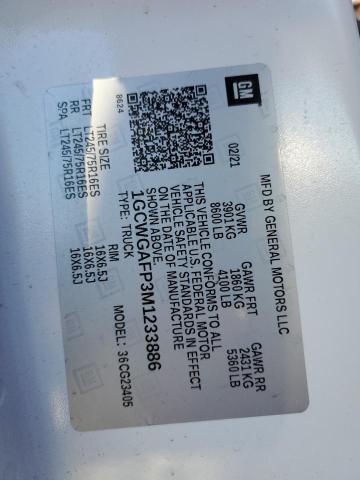 GM
MFD BY GENERAL MOTORS LLC
02/21
GVWR GAWR FRT GAWR RR
3901 KG 1860 KG 2431 KG
8600 LB 4100 LB 5360 LB
THIS VEHICLE CONFORMS TO ALL
APPLICABLE U.S. FEDERAL MOTOR
VEHICLE SAFETY STANDARDS IN EFFECT
ON THE DATE OF MANUFACTURE
SHOWN ABOVE.
1GCWGAFP3M1233886
TYPE: TRUCK MODEL: 36CG23405
8624
TIRE SIZE RIM
FRT LT245/75R16ES 16X6.5J
RR LT245/75R16ES 16X6.5J
SPA LT245/75R16ES 16X6.5J